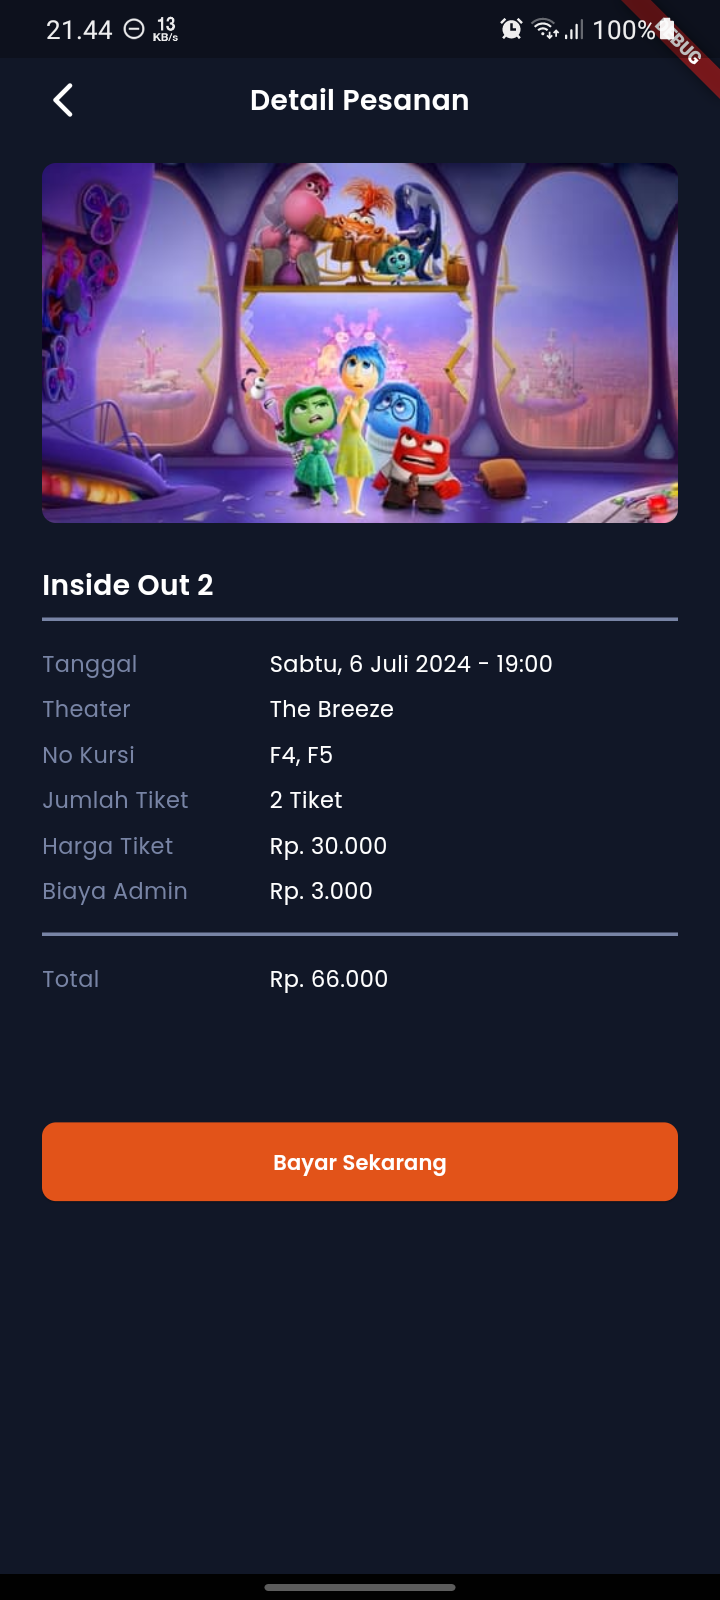 21.44 13 KB/s 100%
Detail Pesanan
Inside Out 2
Tanggal Sabtu, 6 Juli 2024 - 19:00
Theater The Breeze
No Kursi F4, F5
Jumlah Tiket 2 Tiket
Harga Tiket Rp. 30.000
Biaya Admin Rp. 3.000
Total Rp. 66.000
Bayar Sekarang